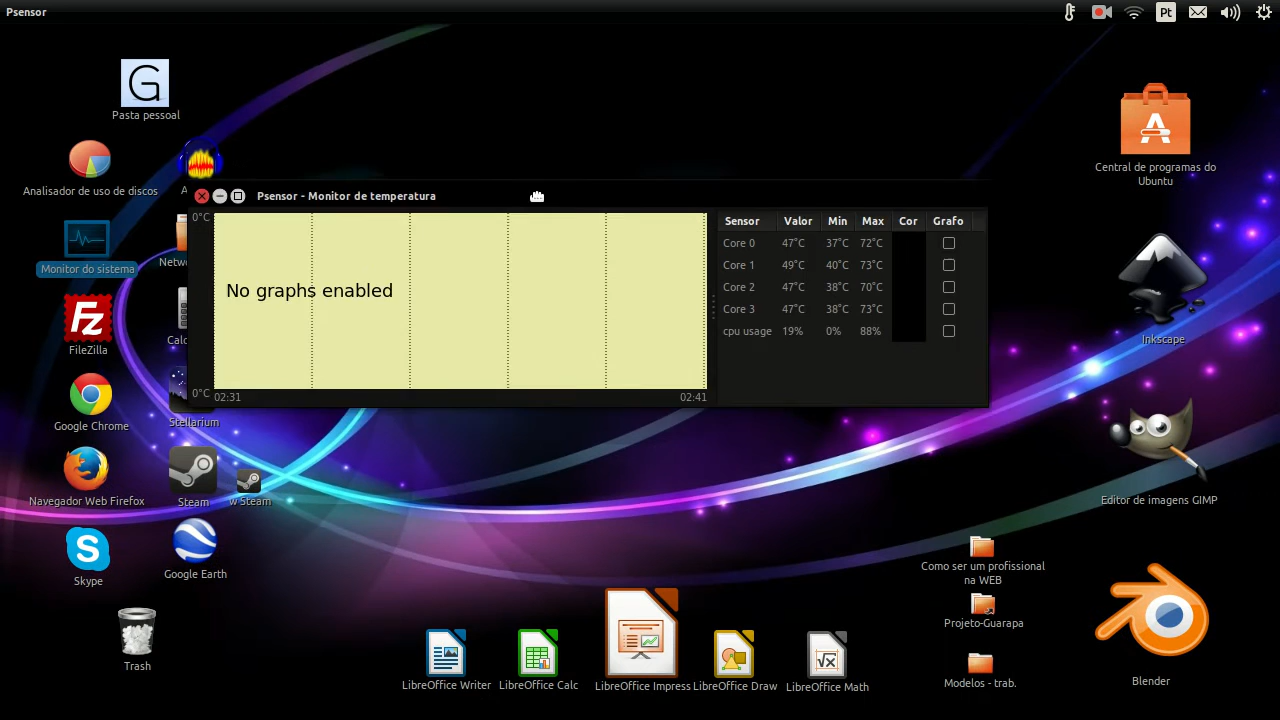 Psensor
Pt
G
Pasta pessoal
Analisador de uso de discos
A
Monitor do sistema
Netwo
Fz
FileZilla
Calc
Google Chrome
Stellarium
Navegador Web Firefox
Steam
w Steam
S
Skype
Google Earth
Trash
Psensor - Monitor de temperatura
0°C
No graphs enabled
0°C
02:31
02:41
Sensor Valor Min Max Cor Grafo
Core 0 47°C 37°C 72°C
Core 1 49°C 40°C 73°C
Core 2 47°C 38°C 70°C
Core 3 47°C 38°C 73°C
cpu usage 19% 0% 88%
Central de programas do
Ubuntu
Inkscape
Editor de imagens GIMP
Como ser um profissional
na WEB
Projeto-Guarapa
Modelos - trab.
Blender
LibreOffice Writer
LibreOffice Calc
LibreOffice Impress
LibreOffice Draw
√x
LibreOffice Math